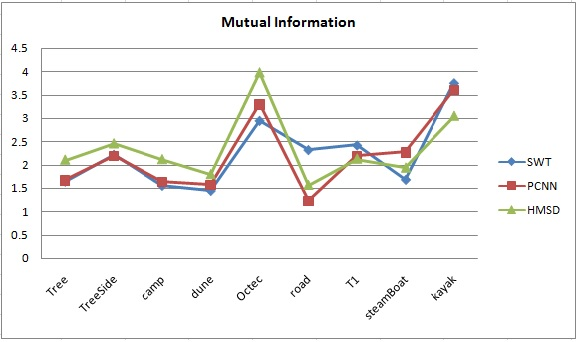 Mutual Information
4.5
4
3.5
3
2.5
2
1.5
1
0.5
0
Tree
TreeSide
camp
dune
Octec
road
T1
steamBoat
kayak
SWT
PCNN
HMSD